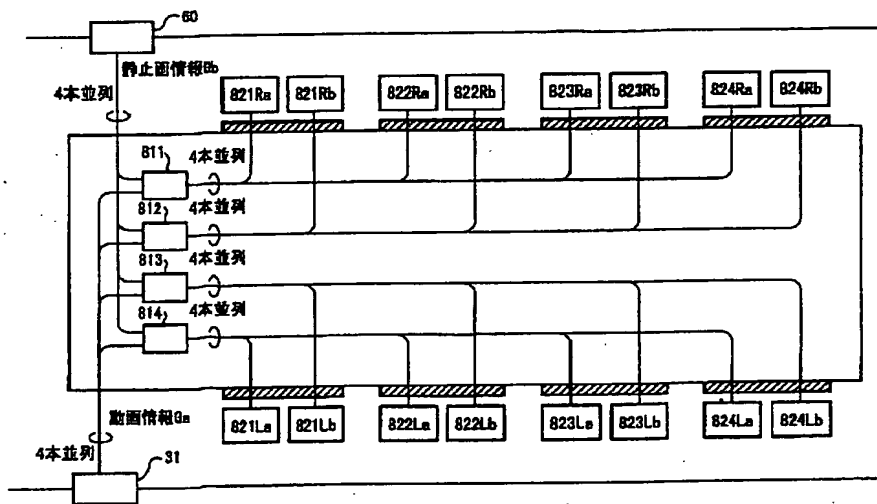 60
静止画情報Gb
4本並列
821Ra
821Rb
822Ra
822Rb
823Ra
823Rb
824Ra
824Rb
811
4本並列
812
4本並列
813
4本並列
814
4本並列
動画情報Ga
4本並列
31
821La
821Lb
822La
822Lb
823La
823Lb
824La
824Lb